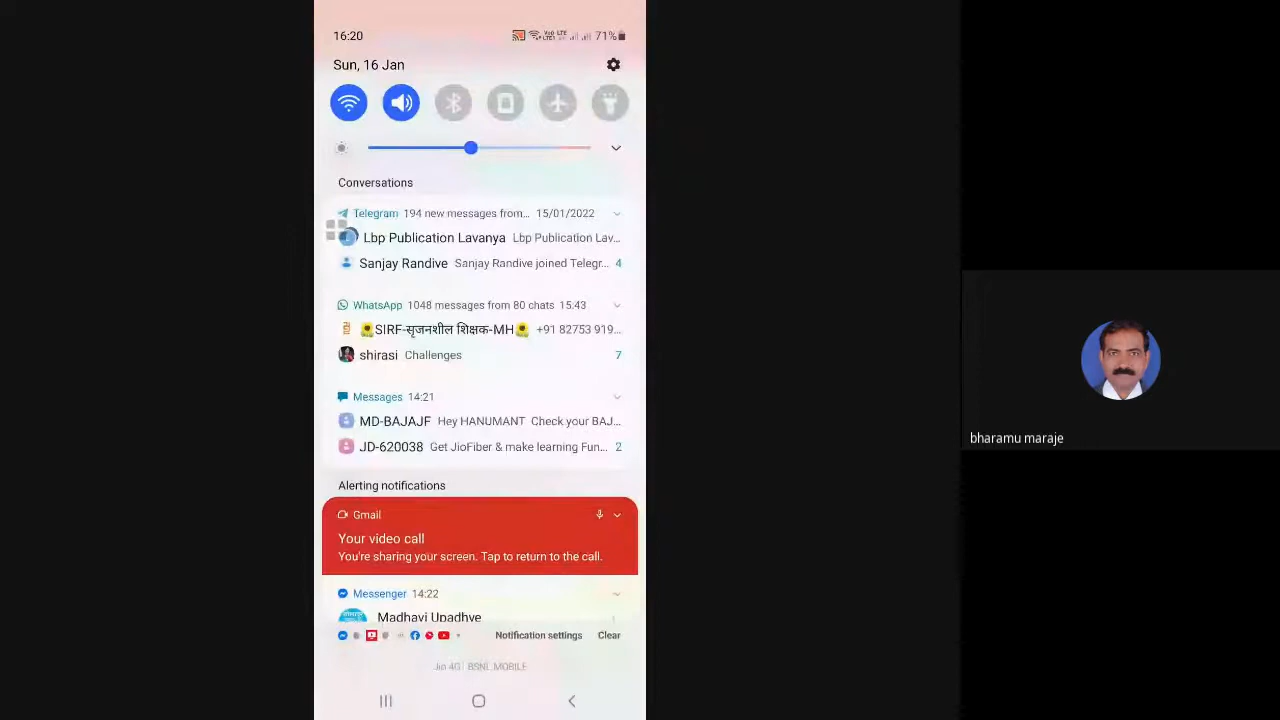 16:20 71%
Sun, 16 Jan
Conversations
Telegram 194 new messages from... 15/01/2022
Lbp Publication Lavanya Lbp Publication Lav...
Sanjay Randive Sanjay Randive joined Telegr... 4
WhatsApp 1048 messages from 80 chats 15:43
SIRF-सृजनशील शिक्षक-MH +91 82753 919...
shirasi Challenges 7
Messages 14:21
MD-BAJAJF Hey HANUMANT Check your BAJ...
JD-620038 Get JioFiber & make learning Fun... 2
Alerting notifications
Gmail
Your video call
You're sharing your screen. Tap to return to the call.
Messenger 14:22
Madhavi Upadhye
Notification settings Clear
Jio 4G | BSNL MOBILE
bharamu maraje